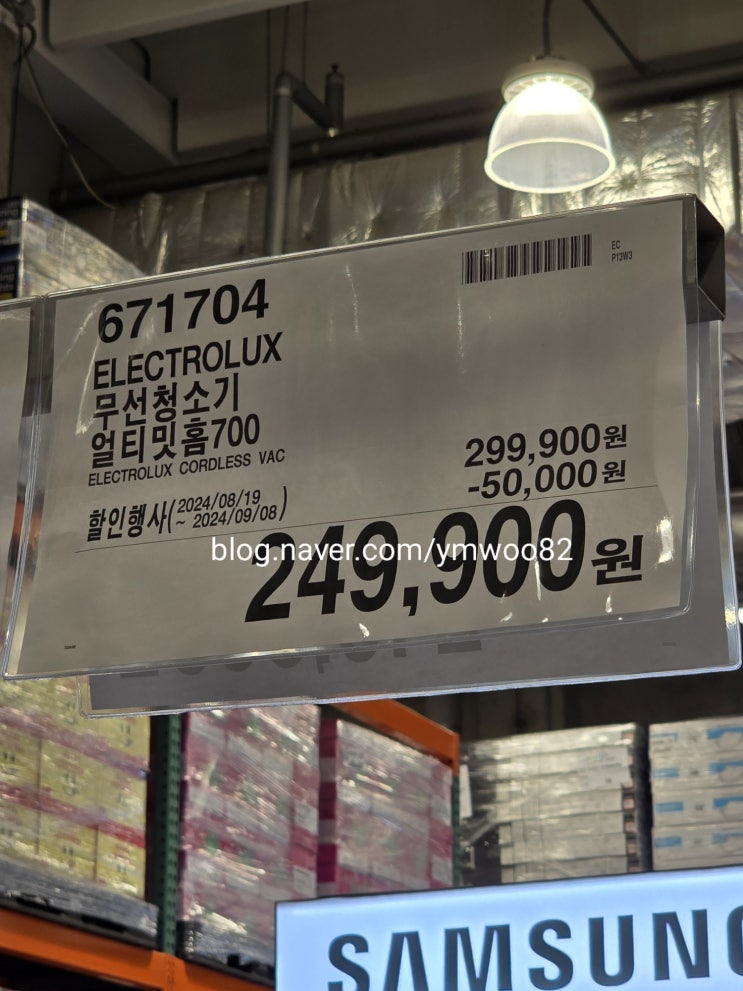 EC
P13W3
671704
ELECTROLUX
무선청소기
얼티밋홈700
ELECTROLUX CORDLESS VAC
299,900원
-50,000원
할인행사(2024/08/19
~ 2024/09/08)
249,900원
blog.naver.com/ymwoo82
SAMSUNG